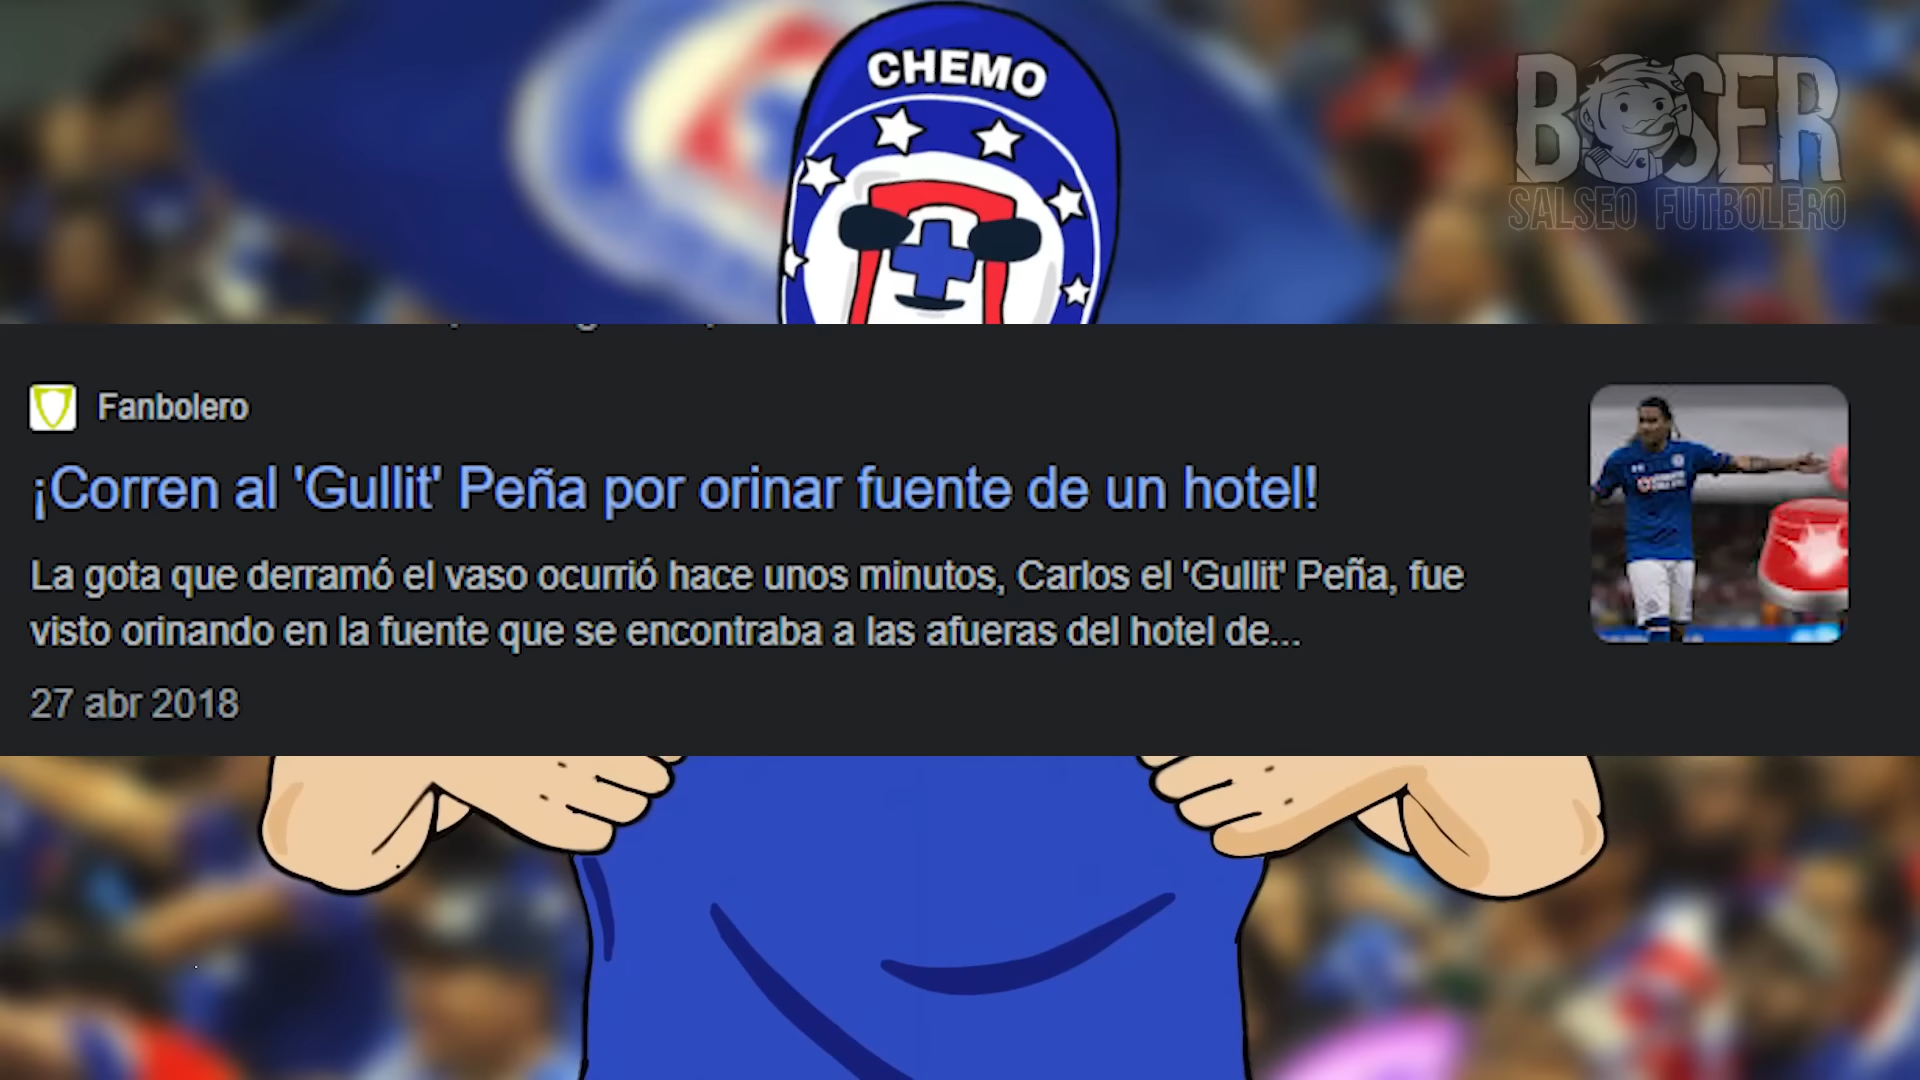 CHEMO
BOSER
SALSEO FUTBOLERO
Fanbolero
¡Corren al 'Gullit' Peña por orinar fuente de un hotel!
La gota que derramó el vaso ocurrió hace unos minutos, Carlos el 'Gullit' Peña, fue
visto orinando en la fuente que se encontraba a las afueras del hotel de...
27 abr 2018